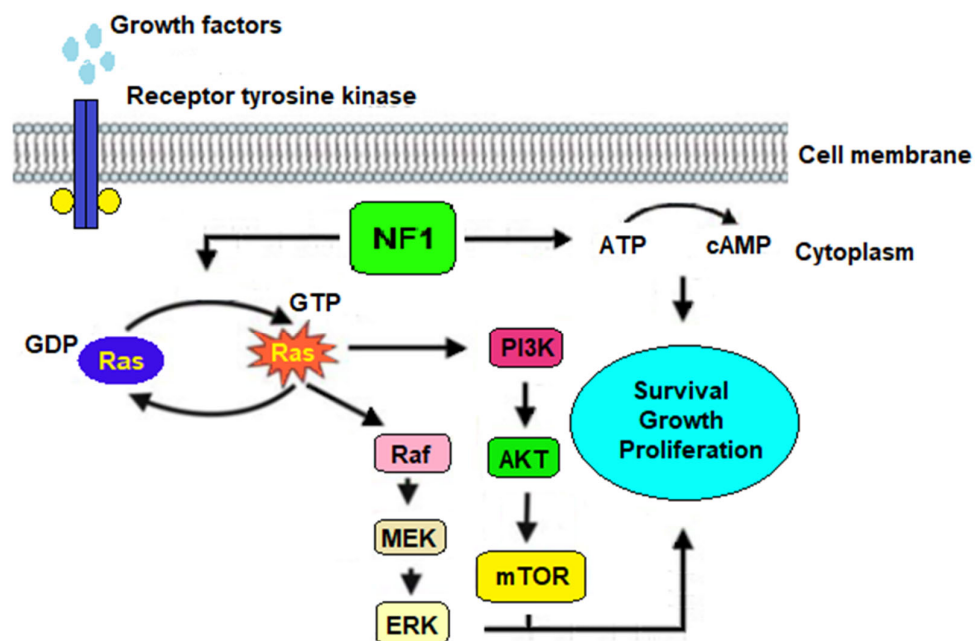 Growth factors
Receptor tyrosine kinase
Cell membrane
NF1
ATP
cAMP
Cytoplasm
GTP
GDP
Ras
Ras
PI3K
Survival
Growth
Proliferation
Raf
AKT
MEK
mTOR
ERK